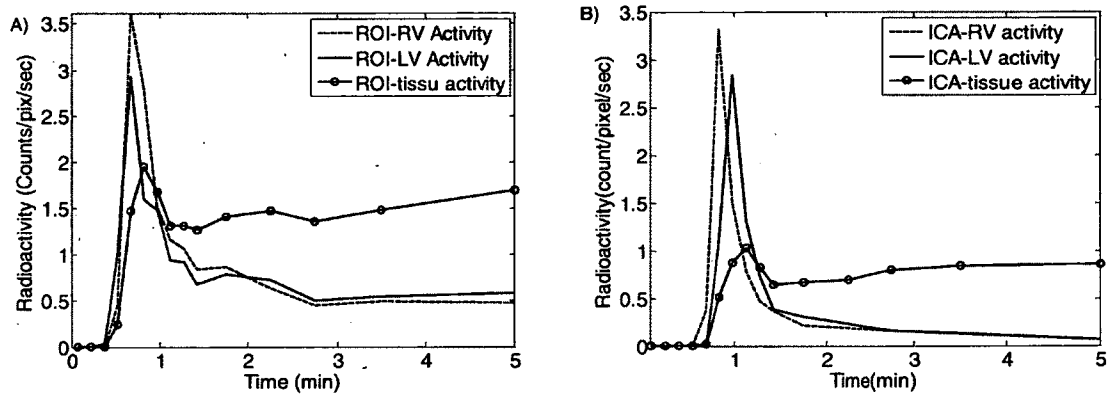 A)
ROI-RV Activity
ROI-LV Activity
ROI-tissu activity
Radioactivity (Counts/pix/sec)
3.5
3
2.5
2
1.5
1
0.5
0
1
2
3
4
5
Time (min)
B)
ICA-RV activity
ICA-LV activity
ICA-tissue activity
Radioactivity(count/pixel/sec)
3.5
3
2.5
2
1.5
1
0.5
0
1
2
3
4
5
Time(min)